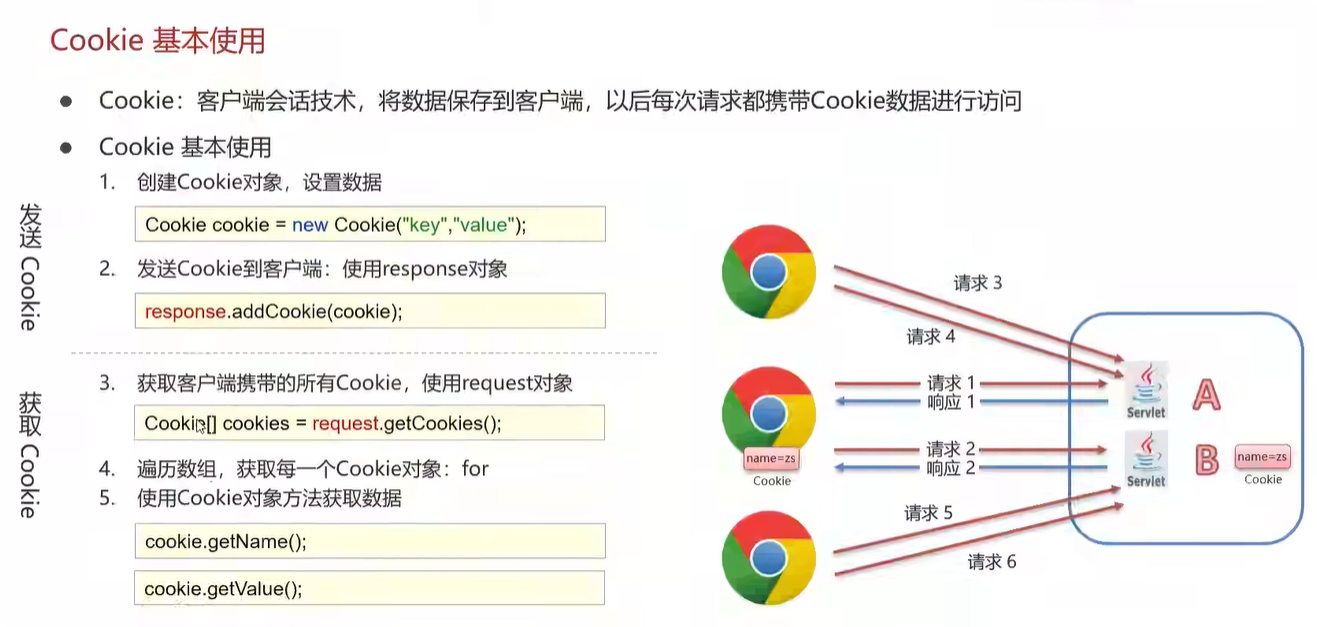 Cookie 基本使用
● Cookie：客户端会话技术，将数据保存到客户端，以后每次请求都携带Cookie数据进行访问
● Cookie 基本使用
发送 Cookie
1. 创建Cookie对象，设置数据
Cookie cookie = new Cookie("key","value");
2. 发送Cookie到客户端：使用response对象
response.addCookie(cookie);
获取 Cookie
3. 获取客户端携带的所有Cookie，使用request对象
Cookie[] cookies = request.getCookies();
4. 遍历数组，获取每一个Cookie对象：for
5. 使用Cookie对象方法获取数据
cookie.getName();
cookie.getValue();
请求 3
请求 4
请求 1
响应 1
Servlet
A
name=zs
Cookie
请求 2
响应 2
Servlet
B
name=zs
Cookie
请求 5
请求 6